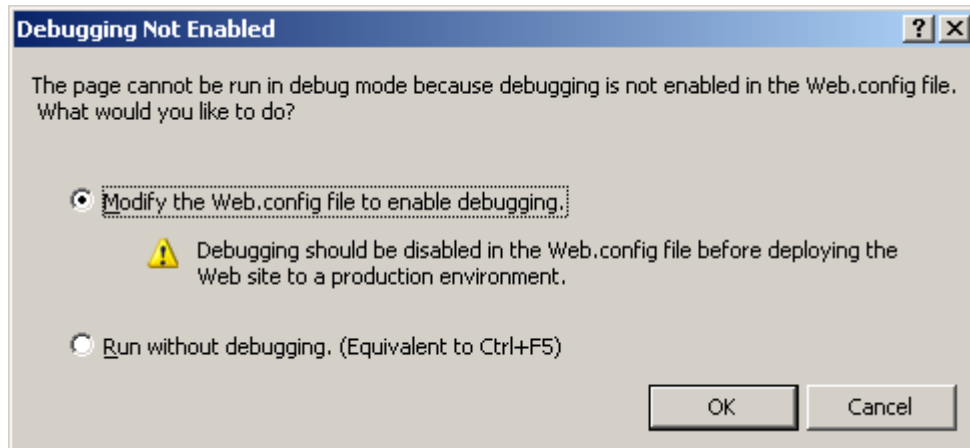 Debugging Not Enabled
The page cannot be run in debug mode because debugging is not enabled in the Web.config file.
What would you like to do?
Modify the Web.config file to enable debugging.
Debugging should be disabled in the Web.config file before deploying the
Web site to a production environment.
Run without debugging. (Equivalent to Ctrl+F5)
OK Cancel